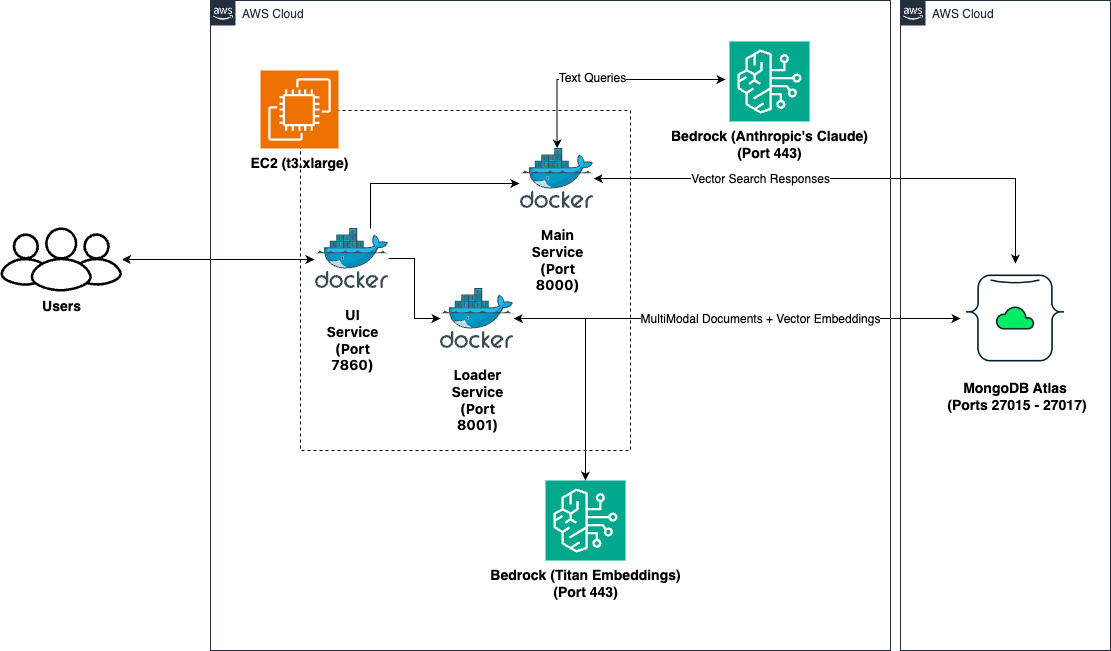 aws
AWS Cloud
aws
AWS Cloud
Text Queries
Bedrock (Anthropic's Claude)
(Port 443)
EC2 (t3.xlarge)
docker
Main
Service
(Port
8000)
Vector Search Responses
Users
docker
UI
Service
(Port
7860)
docker
Loader
Service
(Port
8001)
MultiModal Documents + Vector Embeddings
MongoDB Atlas
(Ports 27015 - 27017)
Bedrock (Titan Embeddings)
(Port 443)